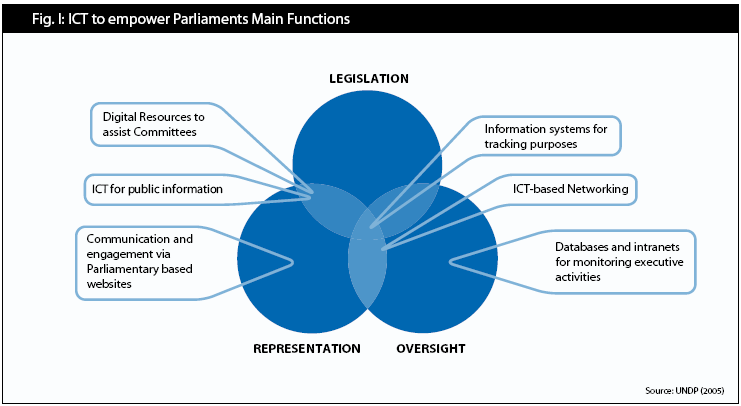 Fig. I: ICT to empower Parliaments Main Functions
LEGISLATION
Digital Resources to
assist Committees
Information systems for
tracking purposes
ICT for public information
ICT-based Networking
Communication and
engagement via
Parliamentary based
websites
Databases and intranets
for monitoring executive
activities
REPRESENTATION
OVERSIGHT
Source: UNDP (2005)